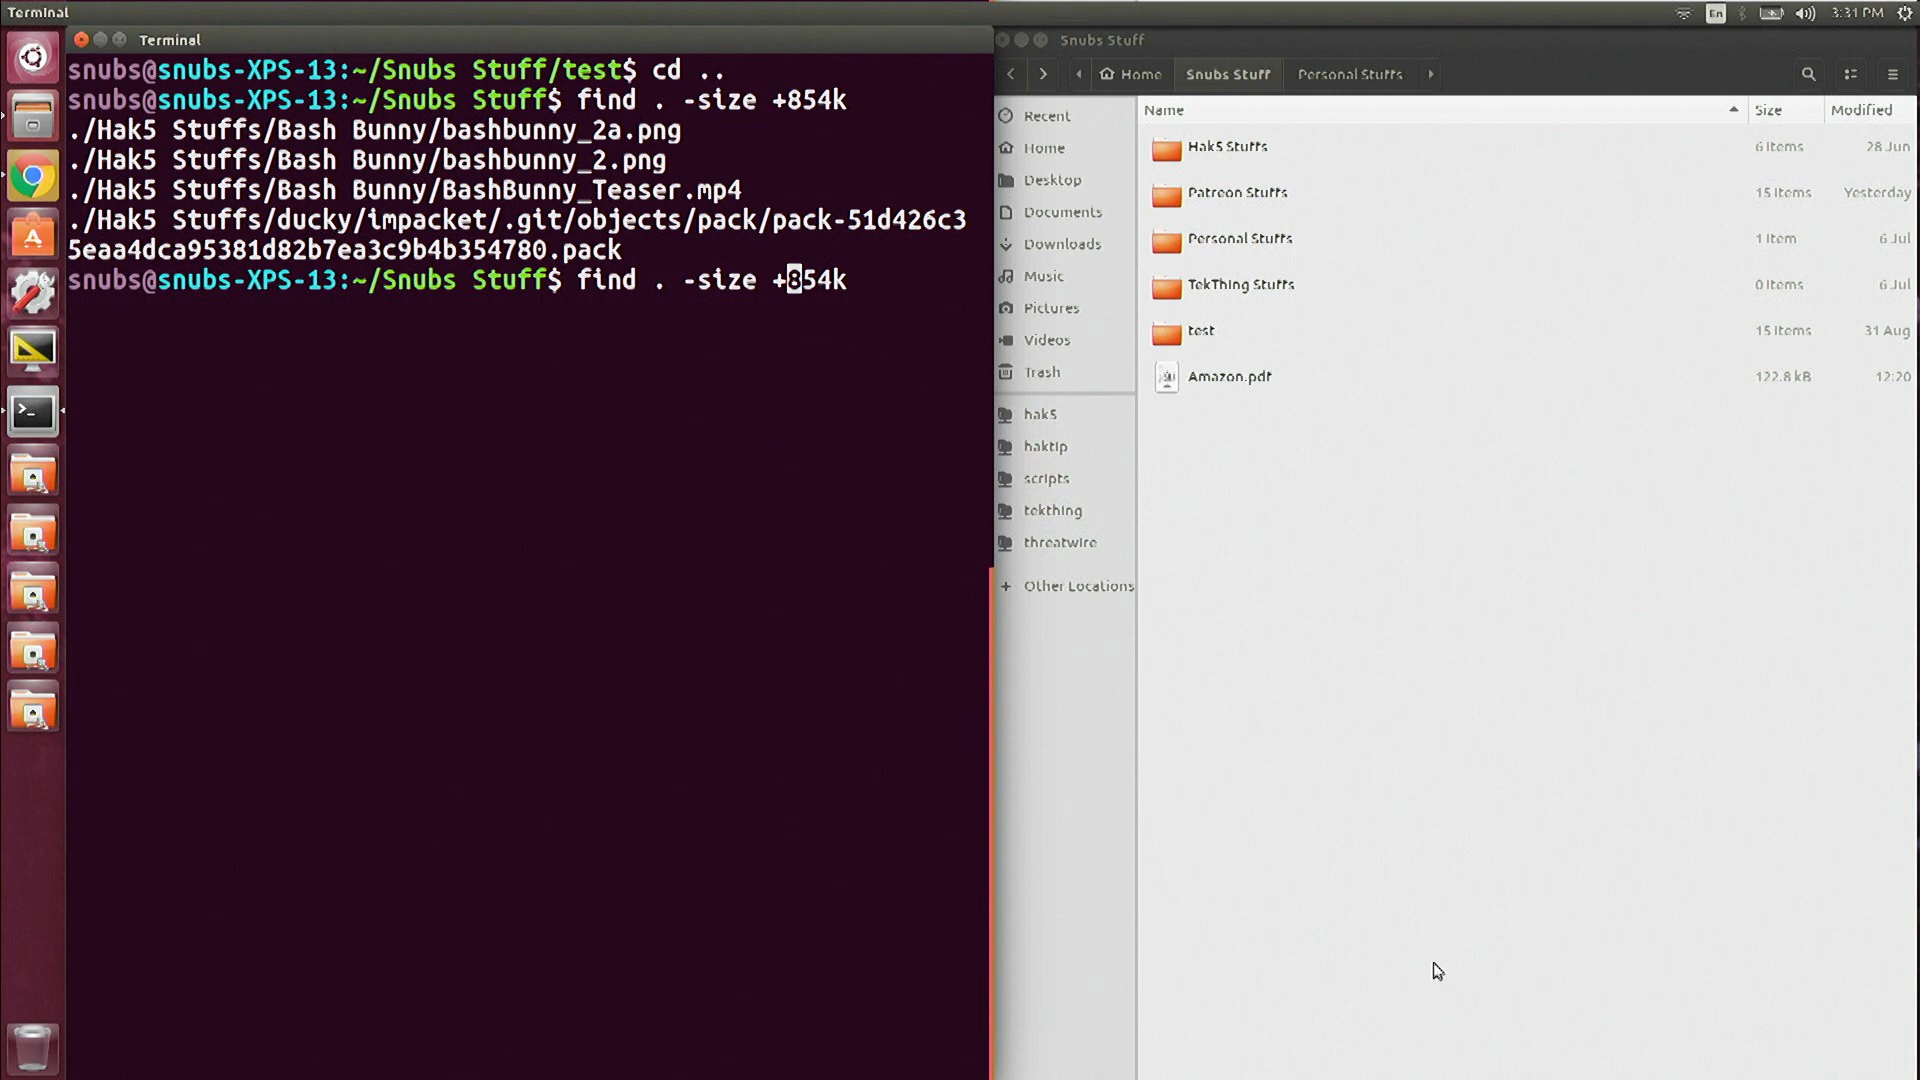 Terminal
En
3:31 PM
Terminal
snubs@snubs-XPS-13:~/Snubs Stuff/test$ cd ..
snubs@snubs-XPS-13:~/Snubs Stuff$ find . -size +854k
./Hak5 Stuffs/Bash Bunny/bashbunny_2a.png
./Hak5 Stuffs/Bash Bunny/bashbunny_2.png
./Hak5 Stuffs/Bash Bunny/BashBunny_Teaser.mp4
./Hak5 Stuffs/ducky/impacket/.git/objects/pack/pack-51d426c3
5eaa4dca95381d82b7ea3c9b4b354780.pack
snubs@snubs-XPS-13:~/Snubs Stuff$ find . -size +854k
Snubs Stuff
Home Snubs Stuff Personal Stuffs
Recent
Home
Desktop
Documents
Downloads
Music
Pictures
Videos
Trash
hak5
haktip
scripts
tekthing
threatwire
+ Other Locations
Name Size Modified
Hak5 Stuffs 6 items 28 Jun
Patreon Stuffs 15 items Yesterday
Personal Stuffs 1 item 6 Jul
TekThing Stuffs 0 items 6 Jul
test 15 items 31 Aug
Amazon.pdf 122.8 kB 12:20